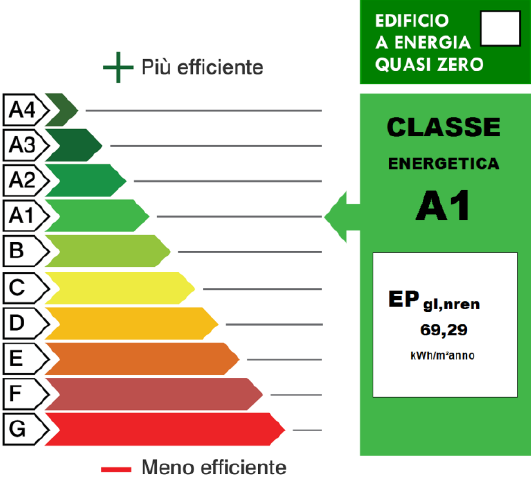 EDIFICIO
A ENERGIA
QUASI ZERO
+ Più efficiente
A4
A3
A2
A1
B
C
D
E
F
G
— Meno efficiente
CLASSE
ENERGETICA
A1
EP gl,nren
69,29
kWh/m²anno